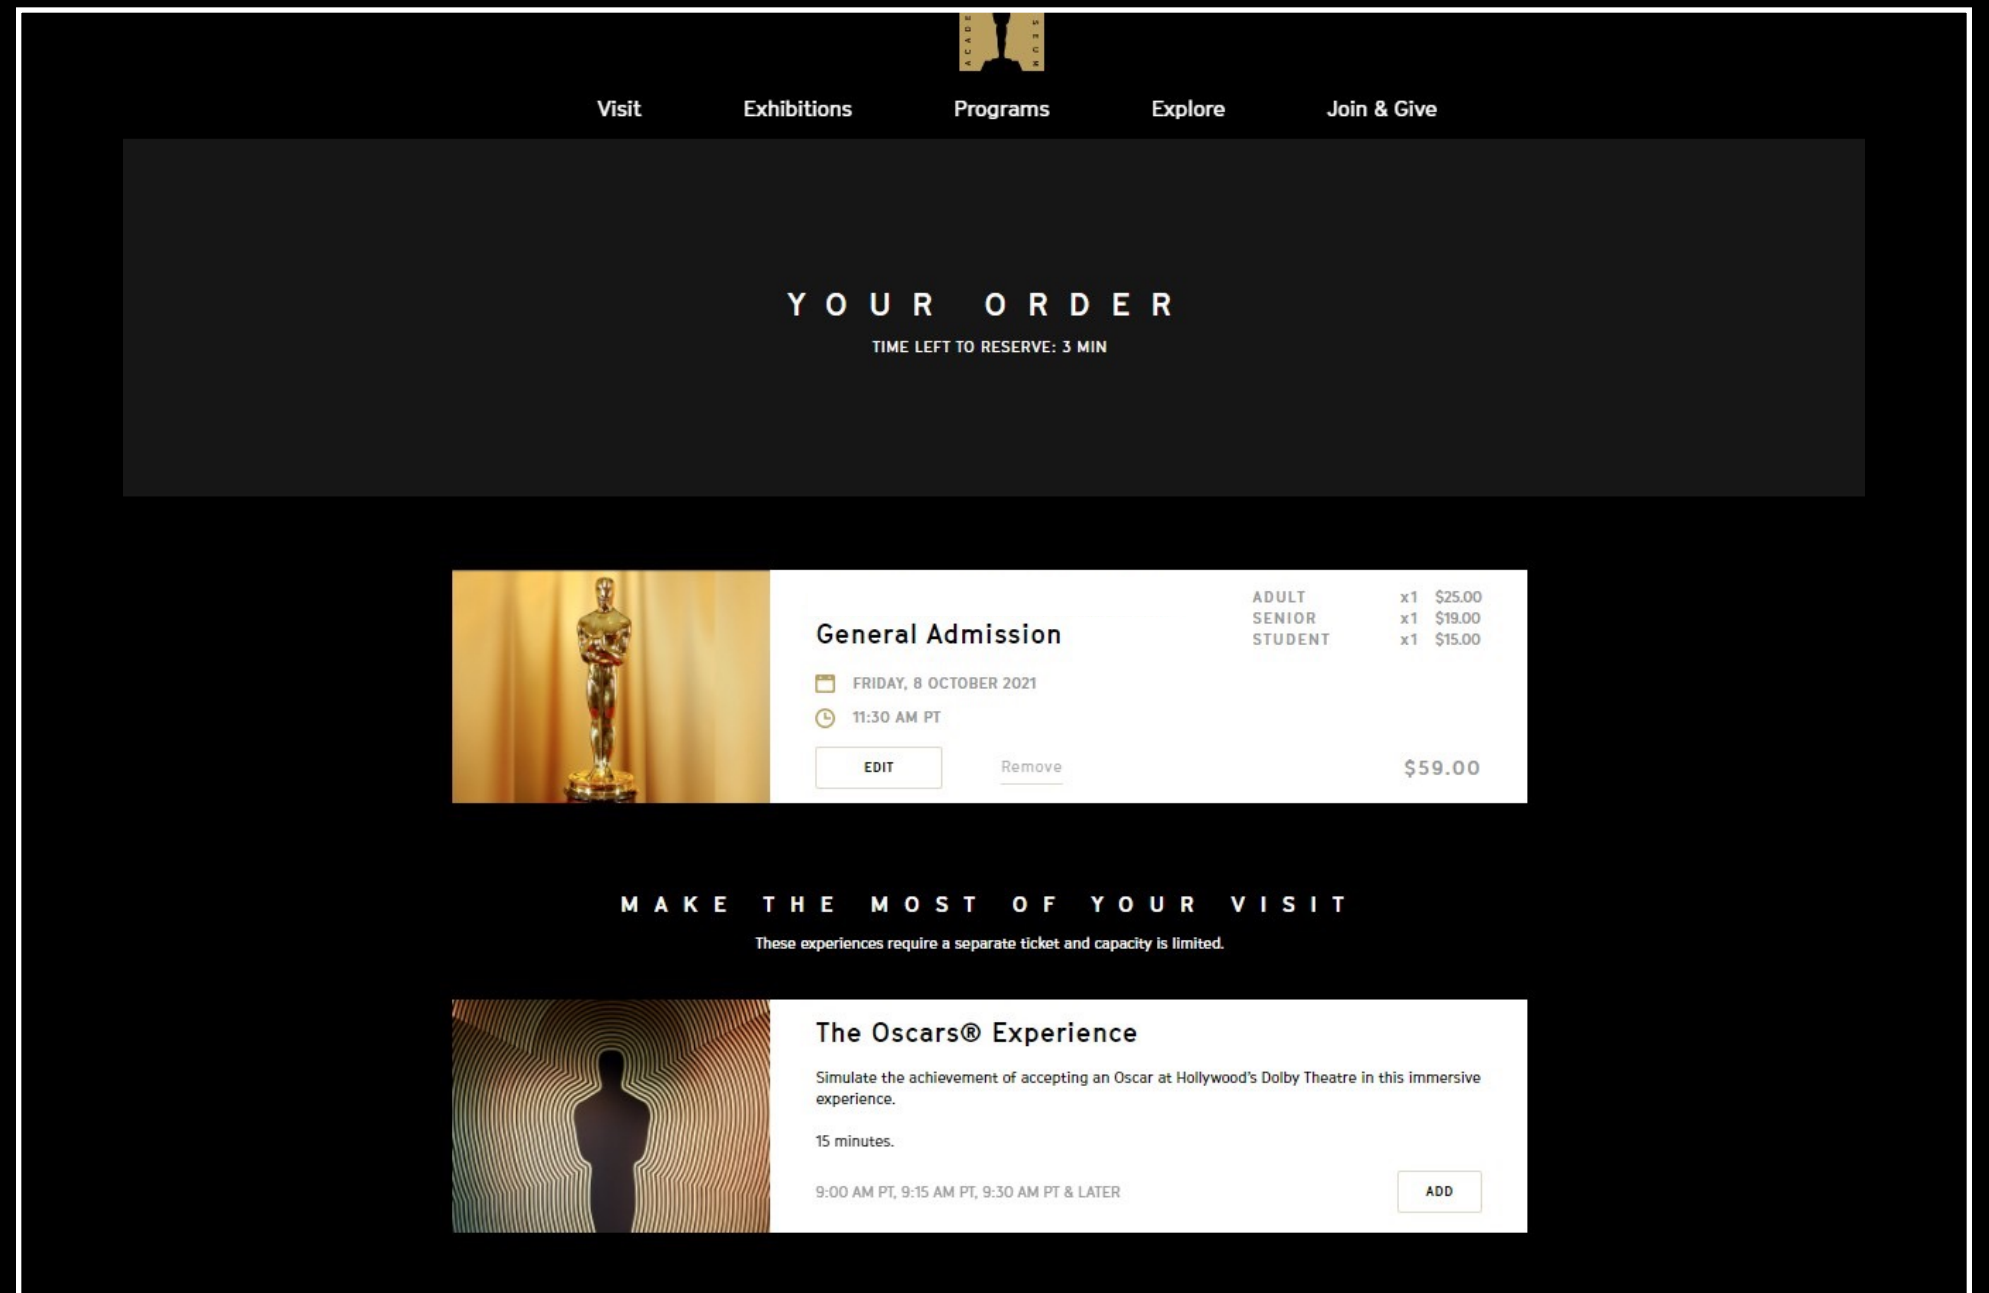 ACADE
SEUM
Visit Exhibitions Programs Explore Join & Give
YOUR ORDER
TIME LEFT TO RESERVE: 3 MIN
General Admission
ADULT x1 $25.00
SENIOR x1 $19.00
STUDENT x1 $15.00
FRIDAY, 8 OCTOBER 2021
11:30 AM PT
EDIT Remove $59.00
MAKE THE MOST OF YOUR VISIT
These experiences require a separate ticket and capacity is limited.
The Oscars® Experience
Simulate the achievement of accepting an Oscar at Hollywood's Dolby Theatre in this immersive
experience.
15 minutes.
9:00 AM PT, 9:15 AM PT, 9:30 AM PT & LATER
ADD